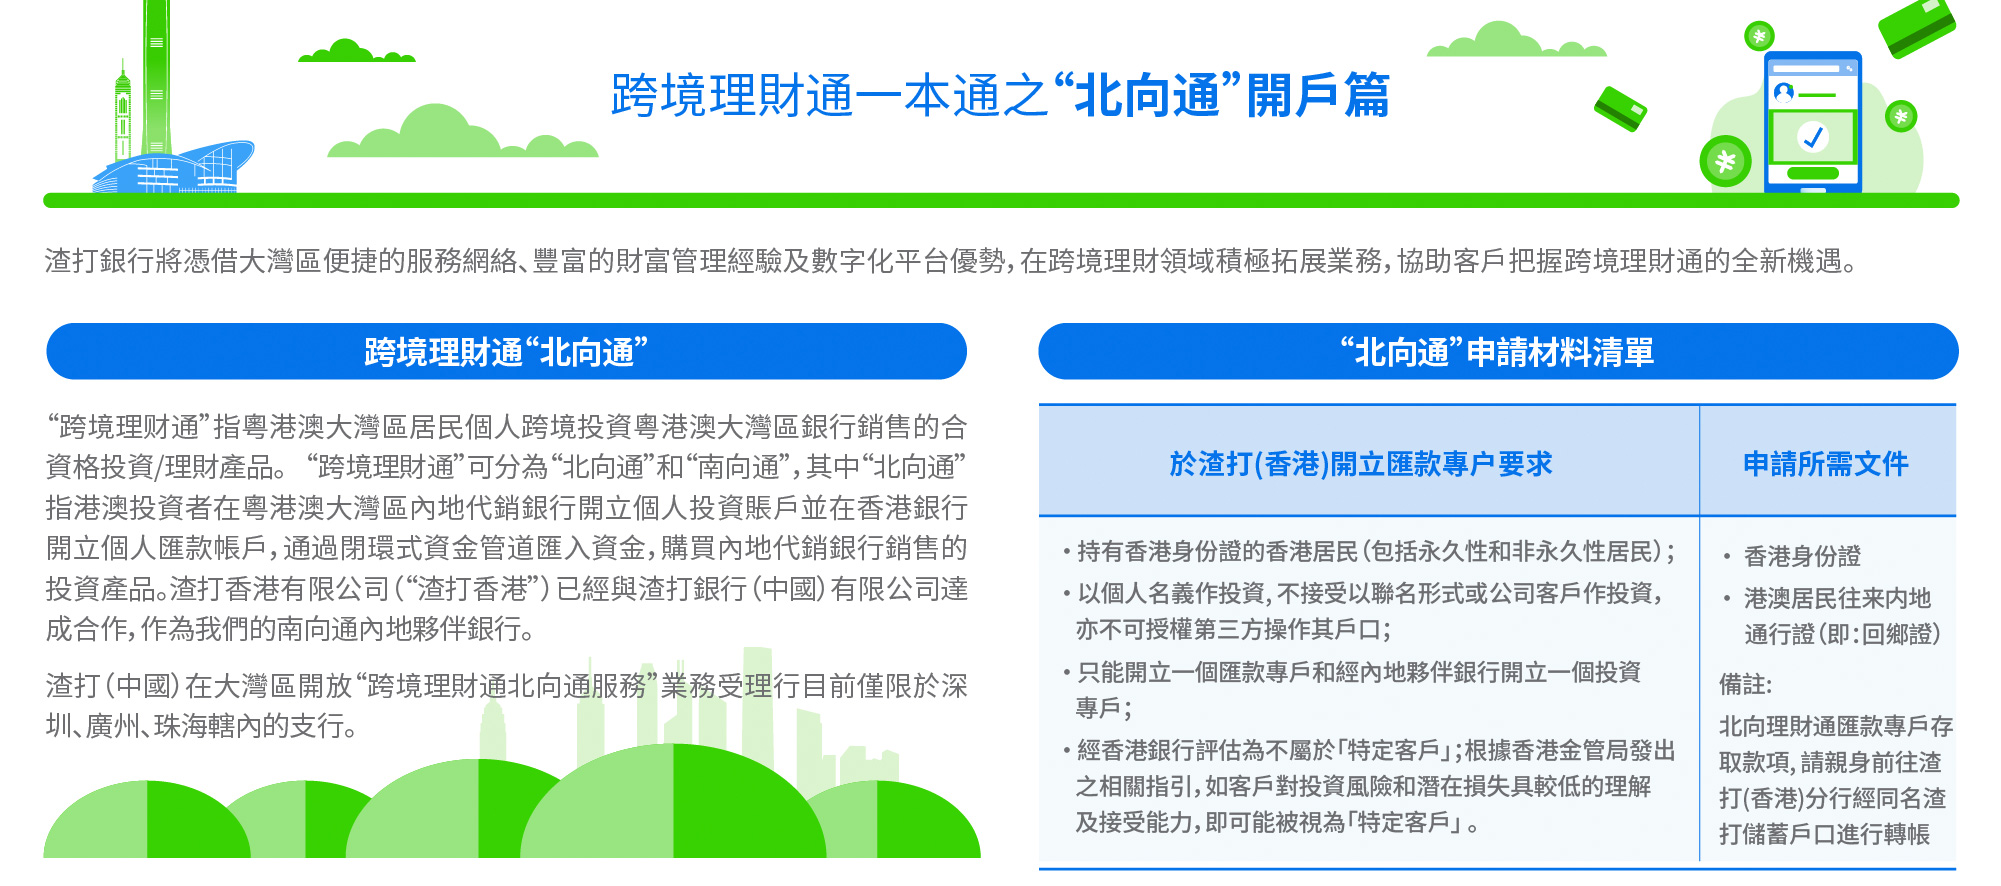 跨境理財通一本通之“北向通”開戶篇
渣打銀行將憑借大灣區便捷的服務網絡、豐富的財富管理經驗及數字化平台優勢，在跨境理財領域積極拓展業務，協助客戶把握跨境理財通的全新機遇。
跨境理財通“北向通”
“跨境理财通”指粵港澳大灣區居民個人跨境投資粵港澳大灣區銀行銷售的合
資格投資/理財產品。 “跨境理財通”可分為“北向通”和“南向通”，其中“北向通”
指港澳投資者在粵港澳大灣區內地代銷銀行開立個人投資賬戶並在香港銀行
開立個人匯款帳戶，通過閉環式資金管道匯入資金，購買內地代銷銀行銷售的
投資產品。渣打香港有限公司（“渣打香港”）已經與渣打銀行（中國）有限公司達
成合作，作為我們的南向通內地夥伴銀行。
渣打（中國）在大灣區開放“跨境理財通北向通服務”業務受理行目前僅限於深
圳、廣州、珠海轄內的支行。
“北向通”申請材料清單
於渣打(香港)開立匯款專户要求
申請所需文件
•持有香港身份證的香港居民（包括永久性和非永久性居民）；
•以個人名義作投資, 不接受以聯名形式或公司客戶作投資，
亦不可授權第三方操作其戶口；
•只能開立一個匯款專戶和經內地夥伴銀行開立一個投資
專戶；
•經香港銀行評估為不屬於「特定客戶」；根據香港金管局發出
之相關指引，如客戶對投資風險和潛在損失具較低的理解
及接受能力，即可能被視為「特定客戶」。
• 香港身份證
• 港澳居民往来内地
通行證（即：回鄉證）
備註:
北向理財通匯款專戶存
取款項, 請親身前往渣
打(香港)分行經同名渣
打儲蓄戶口進行轉帳